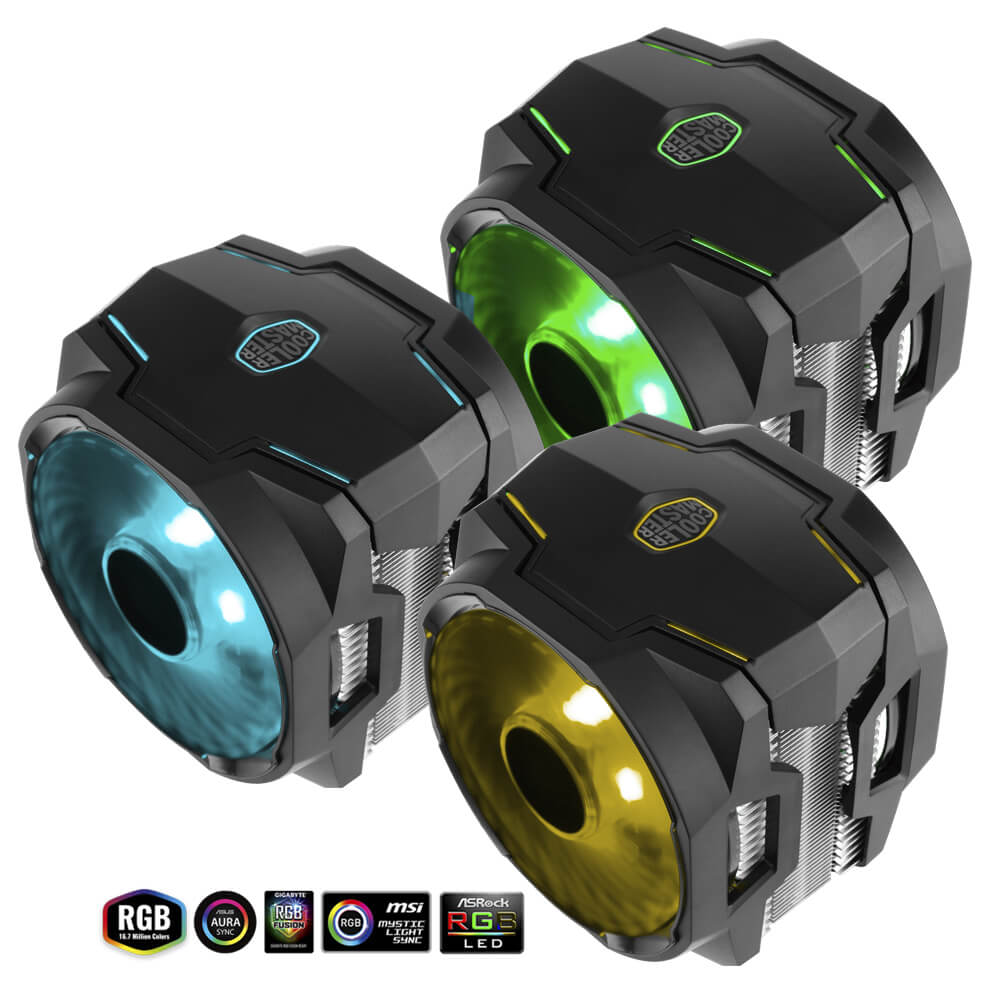 COOLER
MASTER
COOLER
MASTER
COOLER
MASTER
RGB
16.7 Million Colors
ASUS
AURA
SYNC
GIGABYTE
RGB
FUSION
RGB
msi
MYSTIC
LIGHT
SYNC
ASRock
RGB
LED